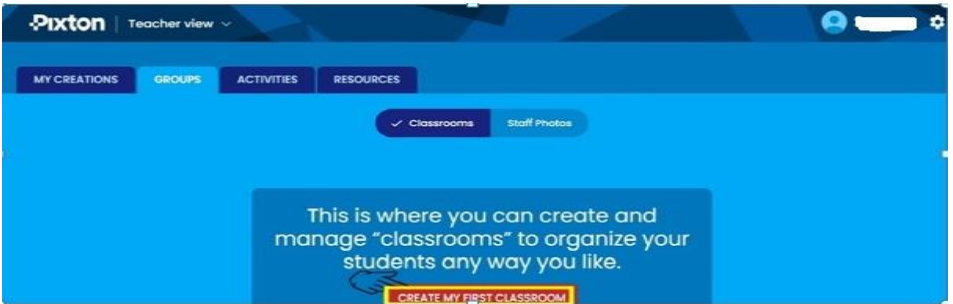 Pixton | Teacher view
MY CREATIONS GROUPS ACTIVITIES RESOURCES
✓ Classrooms Staff Photos
This is where you can create and
manage “classrooms” to organize your
students any way you like.
CREATE MY FIRST CLASSROOM